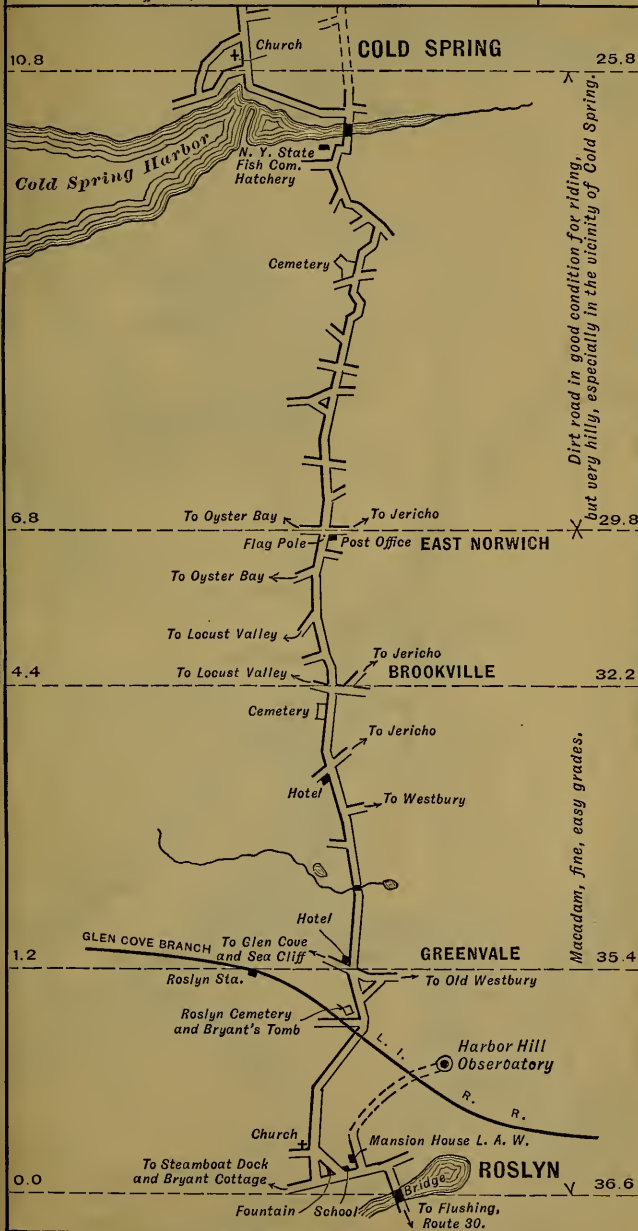 10.8
Church
COLD SPRING
25.8
Cold Spring Harbor
N. Y. State
Fish Com.
Hatchery
Cemetery
Dirt road in good condition for riding,
but very hilly, especially in the vicinity of Cold Spring.
6.8
To Oyster Bay
To Jericho
29.8
Flag Pole
Post Office
EAST NORWICH
To Oyster Bay
To Locust Valley
To Jericho
4.4
To Locust Valley
BROOKVILLE
32.2
Cemetery
To Jericho
Hotel
To Westbury
Macadam, fine, easy grades.
Hotel
GLEN COVE BRANCH
To Glen Cove
and Sea Cliff
1.2
GREENVALE
35.4
Roslyn Sta.
To Old Westbury
Roslyn Cemetery
and Bryant's Tomb
L. I. R. R.
Harbor Hill
Observatory
Church
Mansion House L. A. W.
To Steamboat Dock
and Bryant Cottage
ROSLYN
0.0
Bridge
36.6
Fountain
School
To Flushing,
Route 30.